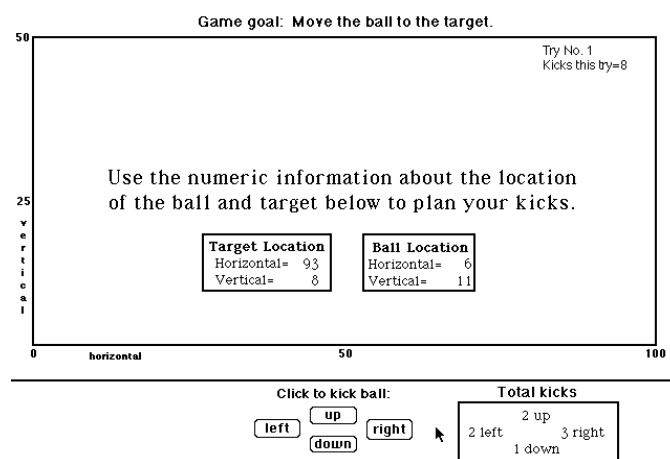 Game goal: Move the ball to the target.
50
Try No. 1
Kicks this try=8
Use the numeric information about the location
of the ball and target below to plan your kicks.
25
vertical
Target Location
Horizontal= 93
Vertical= 8
Ball Location
Horizontal= 6
Vertical= 11
0
horizontal
50
100
Click to kick ball:
left
up
down
right
Total kicks
2 up
2 left 3 right
1 down